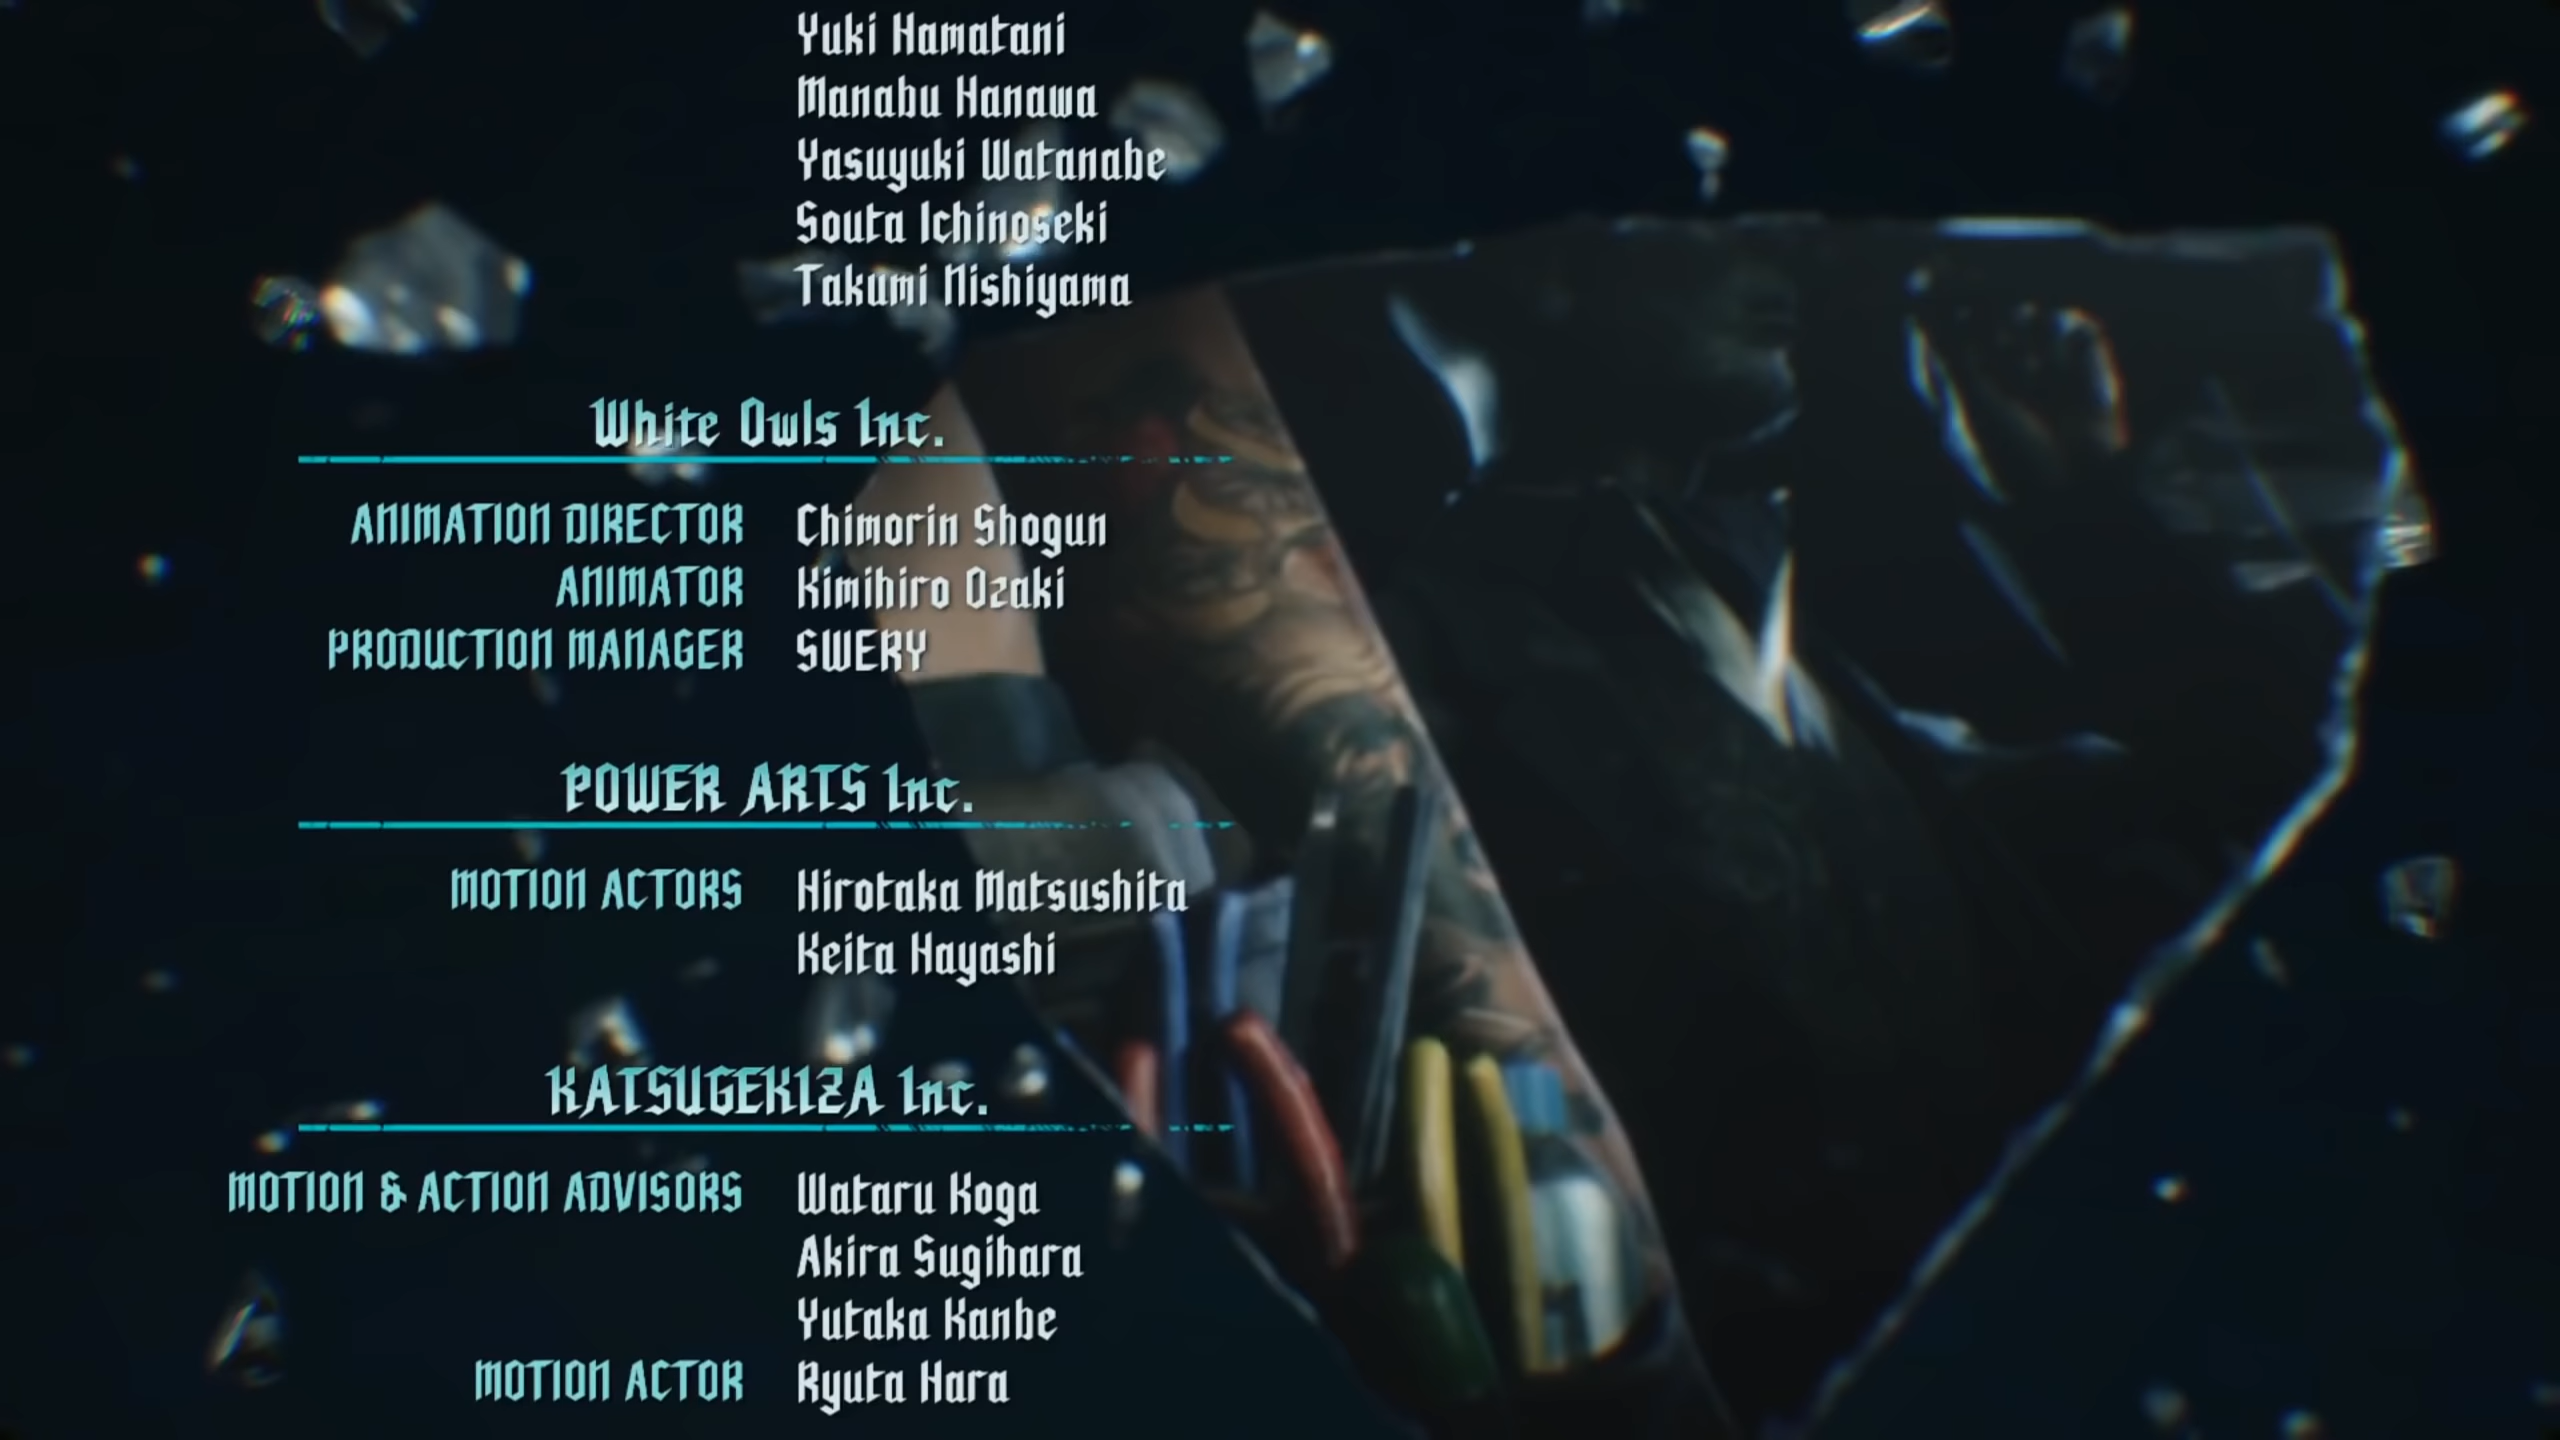 Yuki Hamatani
Manabu Hanawa
Yasuyuki Watanabe
Souta Ichinoseki
Takumi Nishiyama
White Owls Inc.
ANIMATION DIRECTOR Chimorin Shogun
ANIMATOR Kimihiro Ozaki
PRODUCTION MANAGER SWERY
POWER ARTS Inc.
MOTION ACTORS Hirotaka Matsushita
Keita Hayashi
KATSUGEKIZA Inc.
MOTION & ACTION ADVISORS Wataru Koga
Akira Sugihara
Yutaka Kanbe
MOTION ACTOR Ryuta Hara